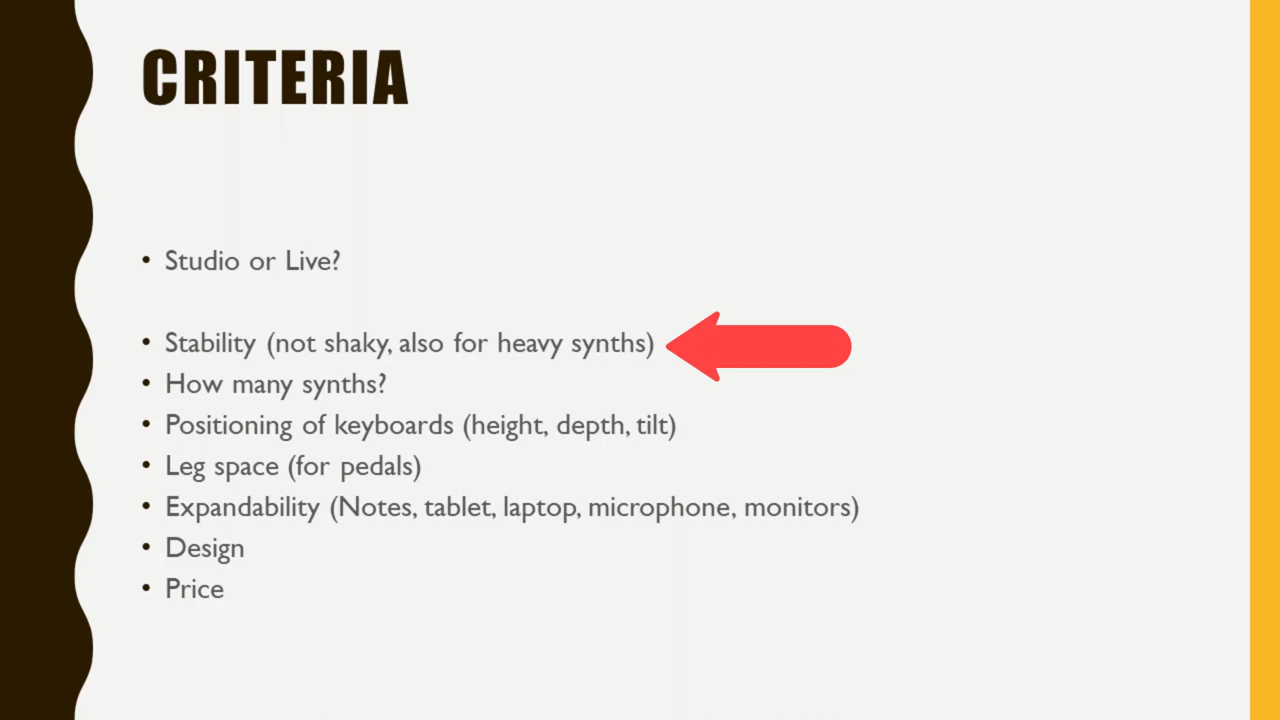 CRITERIA
• Studio or Live?
• Stability (not shaky, also for heavy synths)
• How many synths?
• Positioning of keyboards (height, depth, tilt)
• Leg space (for pedals)
• Expandability (Notes, tablet, laptop, microphone, monitors)
• Design
• Price